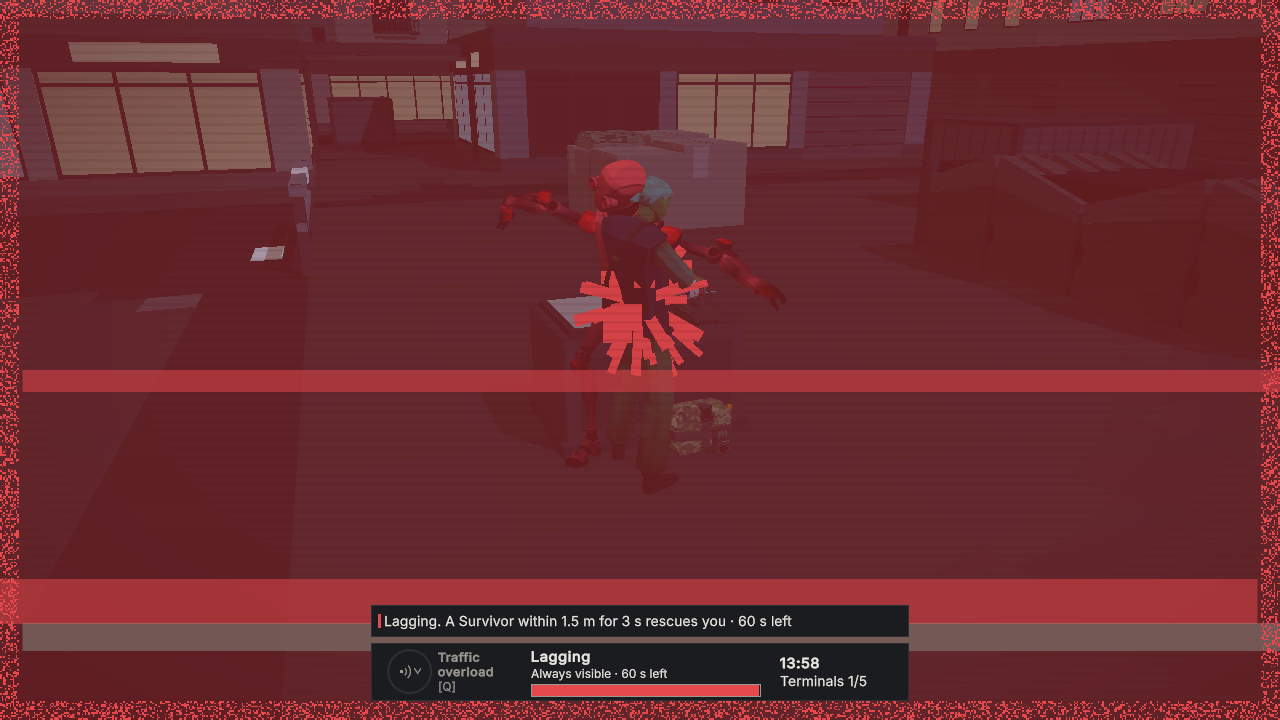 Lagging. A Survivor within 1.5 m for 3 s rescues you · 60 s left
Traffic
overload
[Q]
Lagging
Always visible · 60 s left
13:58
Terminals 1/5